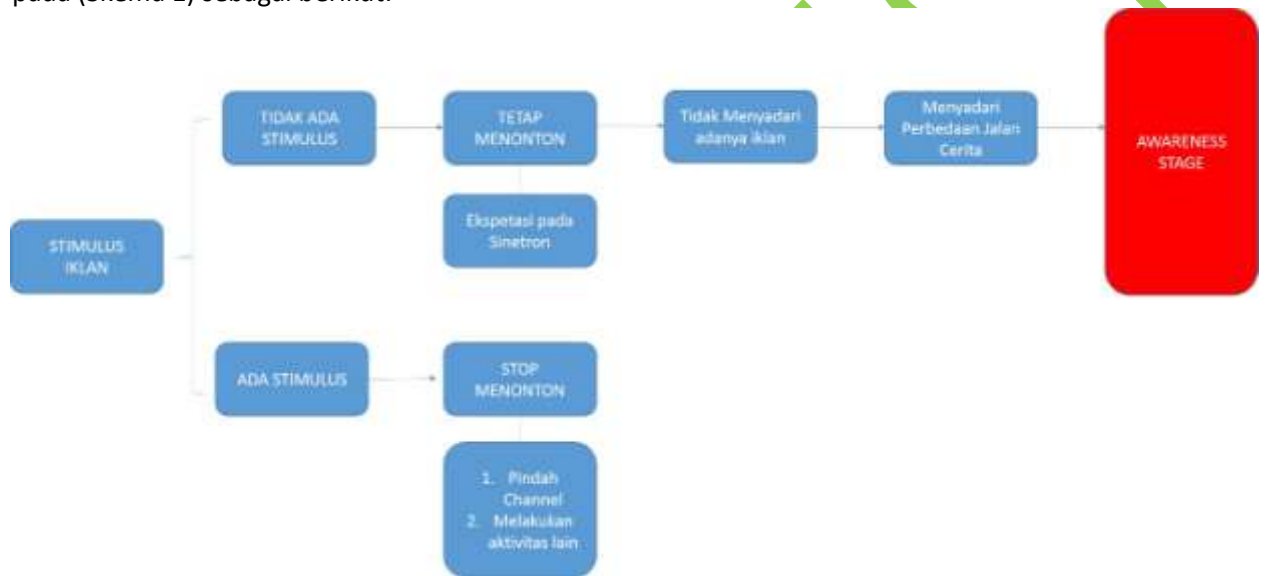 pada (Skema 1) sebagai berikut:
TIDAK ADA
STIMULUS
TETAP
MENONTON
Tidak Menyadari
adanya iklan
Menyadari
Perbedaan Jalan
Cerita
AWARENESS
STAGE
Ekspetasi pada
Sinetron
STIMULUS
IKLAN
ADA STIMULUS
STOP
MENONTON
1. Pindah
Channel
2. Melakukan
aktivitas lain